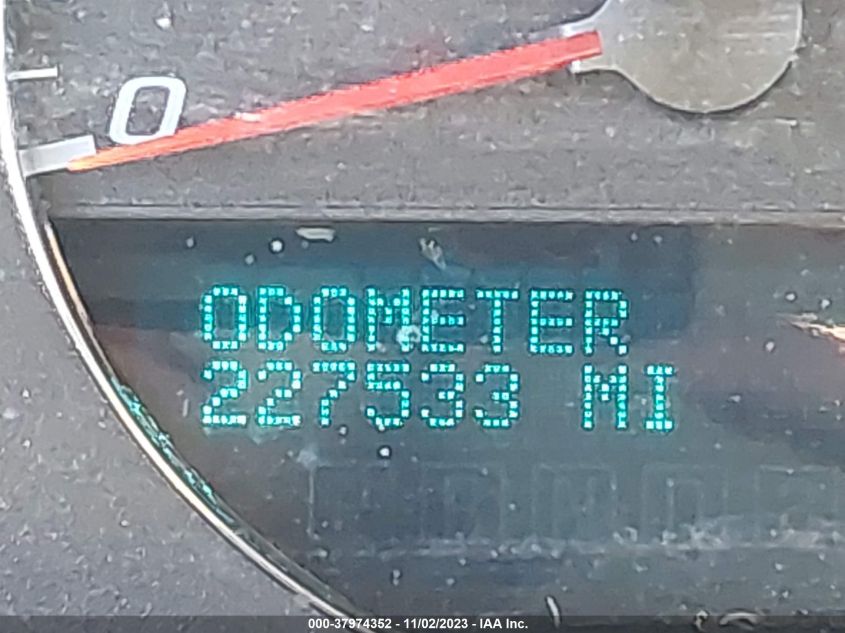 0
ODOMETER
227533 MI
000-37974352 - 11/02/2023 - IAA Inc.